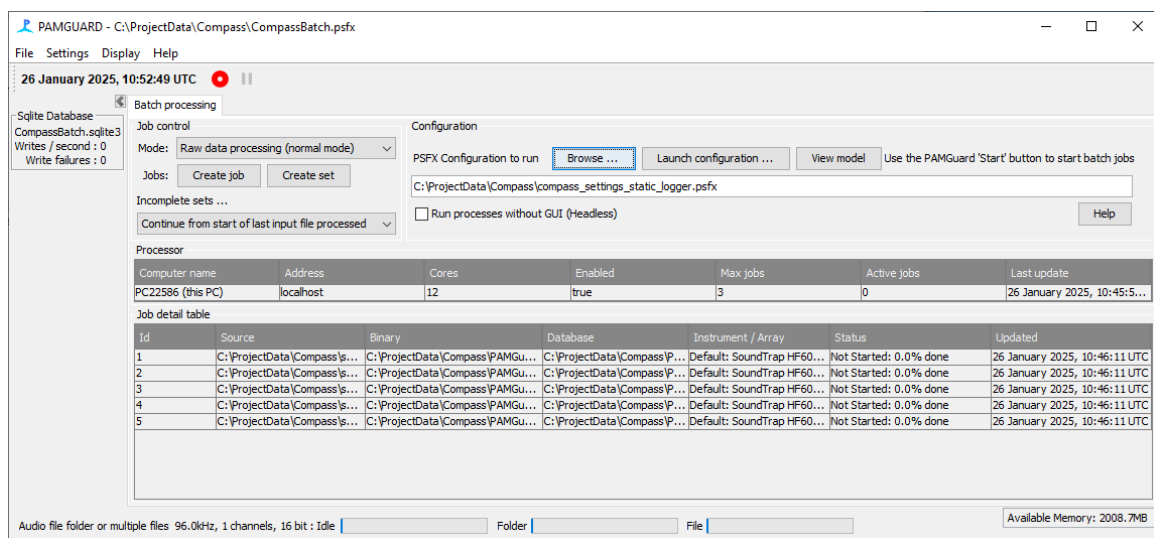 PAMGUARD - C:\ProjectData\Compass\CompassBatch.psfx
File Settings Display Help
26 January 2025, 10:52:49 UTC
Sqlite Database
CompassBatch.sqlite3
Writes / second : 0
Write failures : 0
Batch processing
Job control
Mode: Raw data processing (normal mode)
Jobs: Create job Create set
Incomplete sets ...
Continue from start of last input file processed
Configuration
PSFX Configuration to run Browse ... Launch configuration ... View model Use the PAMGuard 'Start' button to start batch jobs
C:\ProjectData\Compass\compass_settings_static_logger.psfx
Run processes without GUI (Headless) Help
Processor
Computer name Address Cores Enabled Max jobs Active jobs Last update
PC22586 (this PC) localhost 12 true 3 0 26 January 2025, 10:45:5...
Job detail table
Id Source Binary Database Instrument / Array Status Updated
1 C:\ProjectData\Compass\s... C:\ProjectData\Compass\PAMGu... C:\ProjectData\Compass\P... Default: SoundTrap HF60... Not Started: 0.0% done 26 January 2025, 10:46:11 UTC
2 C:\ProjectData\Compass\s... C:\ProjectData\Compass\PAMGu... C:\ProjectData\Compass\P... Default: SoundTrap HF60... Not Started: 0.0% done 26 January 2025, 10:46:11 UTC
3 C:\ProjectData\Compass\s... C:\ProjectData\Compass\PAMGu... C:\ProjectData\Compass\P... Default: SoundTrap HF60... Not Started: 0.0% done 26 January 2025, 10:46:11 UTC
4 C:\ProjectData\Compass\s... C:\ProjectData\Compass\PAMGu... C:\ProjectData\Compass\P... Default: SoundTrap HF60... Not Started: 0.0% done 26 January 2025, 10:46:11 UTC
5 C:\ProjectData\Compass\s... C:\ProjectData\Compass\PAMGu... C:\ProjectData\Compass\P... Default: SoundTrap HF60... Not Started: 0.0% done 26 January 2025, 10:46:11 UTC
Audio file folder or multiple files 96.0kHz, 1 channels, 16 bit : Idle Folder File Available Memory: 2008.7MB